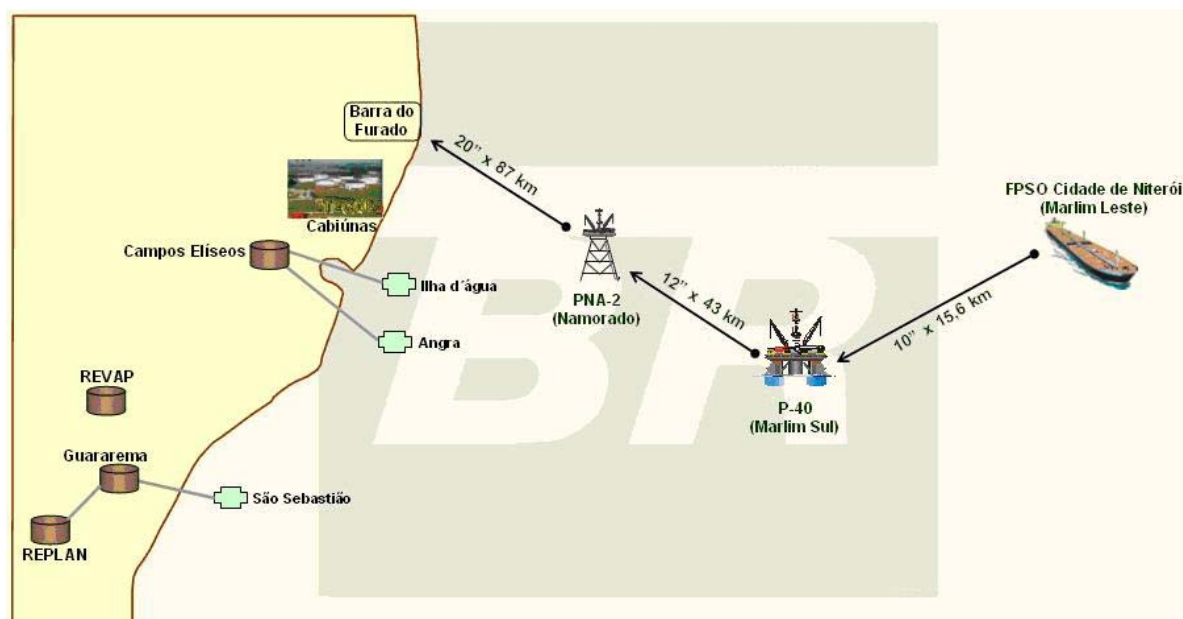 Barra do
Furado
20” x 87 km
FPSO Cidade de Niterói
(Marlim Leste)
Cabiúnas
Campos Elíseos
Ilha d´água
PNA-2
(Namorado)
12” x 43 km
10” x 15,6 km
Angra
REVAP
P-40
(Marlim Sul)
Guararema
São Sebastião
REPLAN
BR